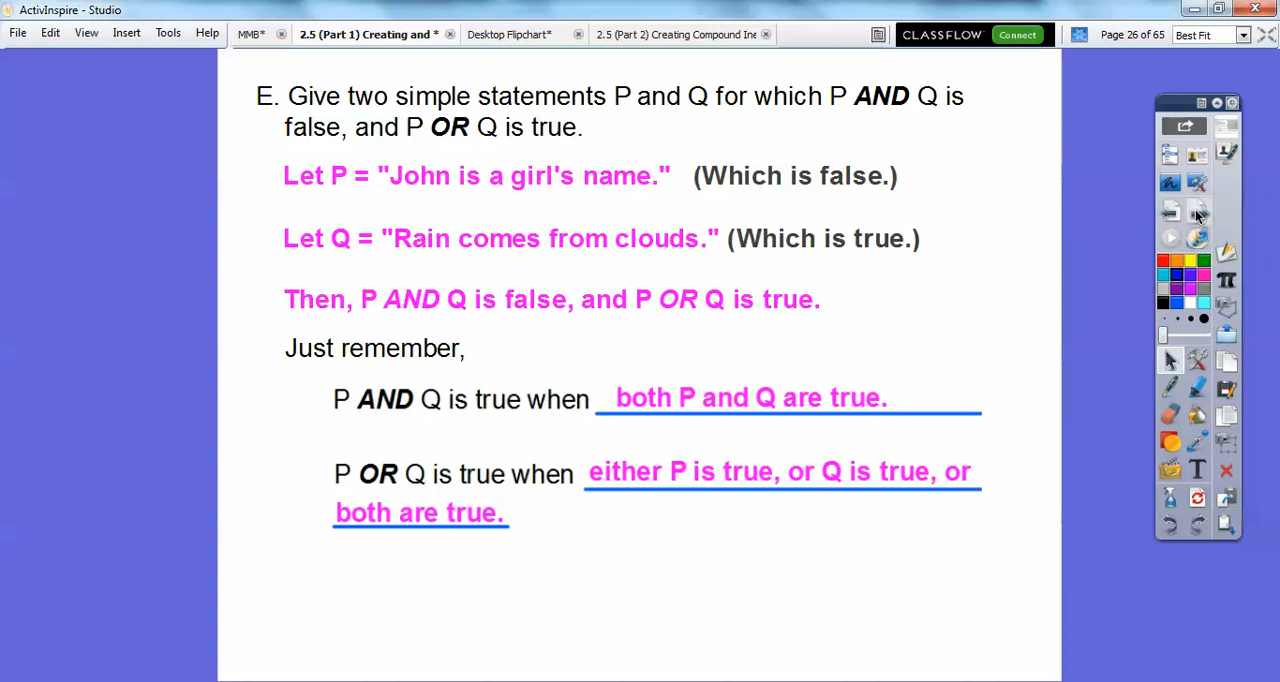 ActivInspire - Studio
File Edit View Insert Tools Help MMB* 2.5 (Part 1) Creating and * Desktop Flipchart* 2.5 (Part 2) Creating Compound Ine CLASSFLOW Connect Page 26 of 65 Best Fit
E. Give two simple statements P and Q for which P AND Q is
false, and P OR Q is true.
Let P = "John is a girl's name." (Which is false.)
Let Q = "Rain comes from clouds." (Which is true.)
Then, P AND Q is false, and P OR Q is true.
Just remember,
P AND Q is true when both P and Q are true.
P OR Q is true when either P is true, or Q is true, or
both are true.